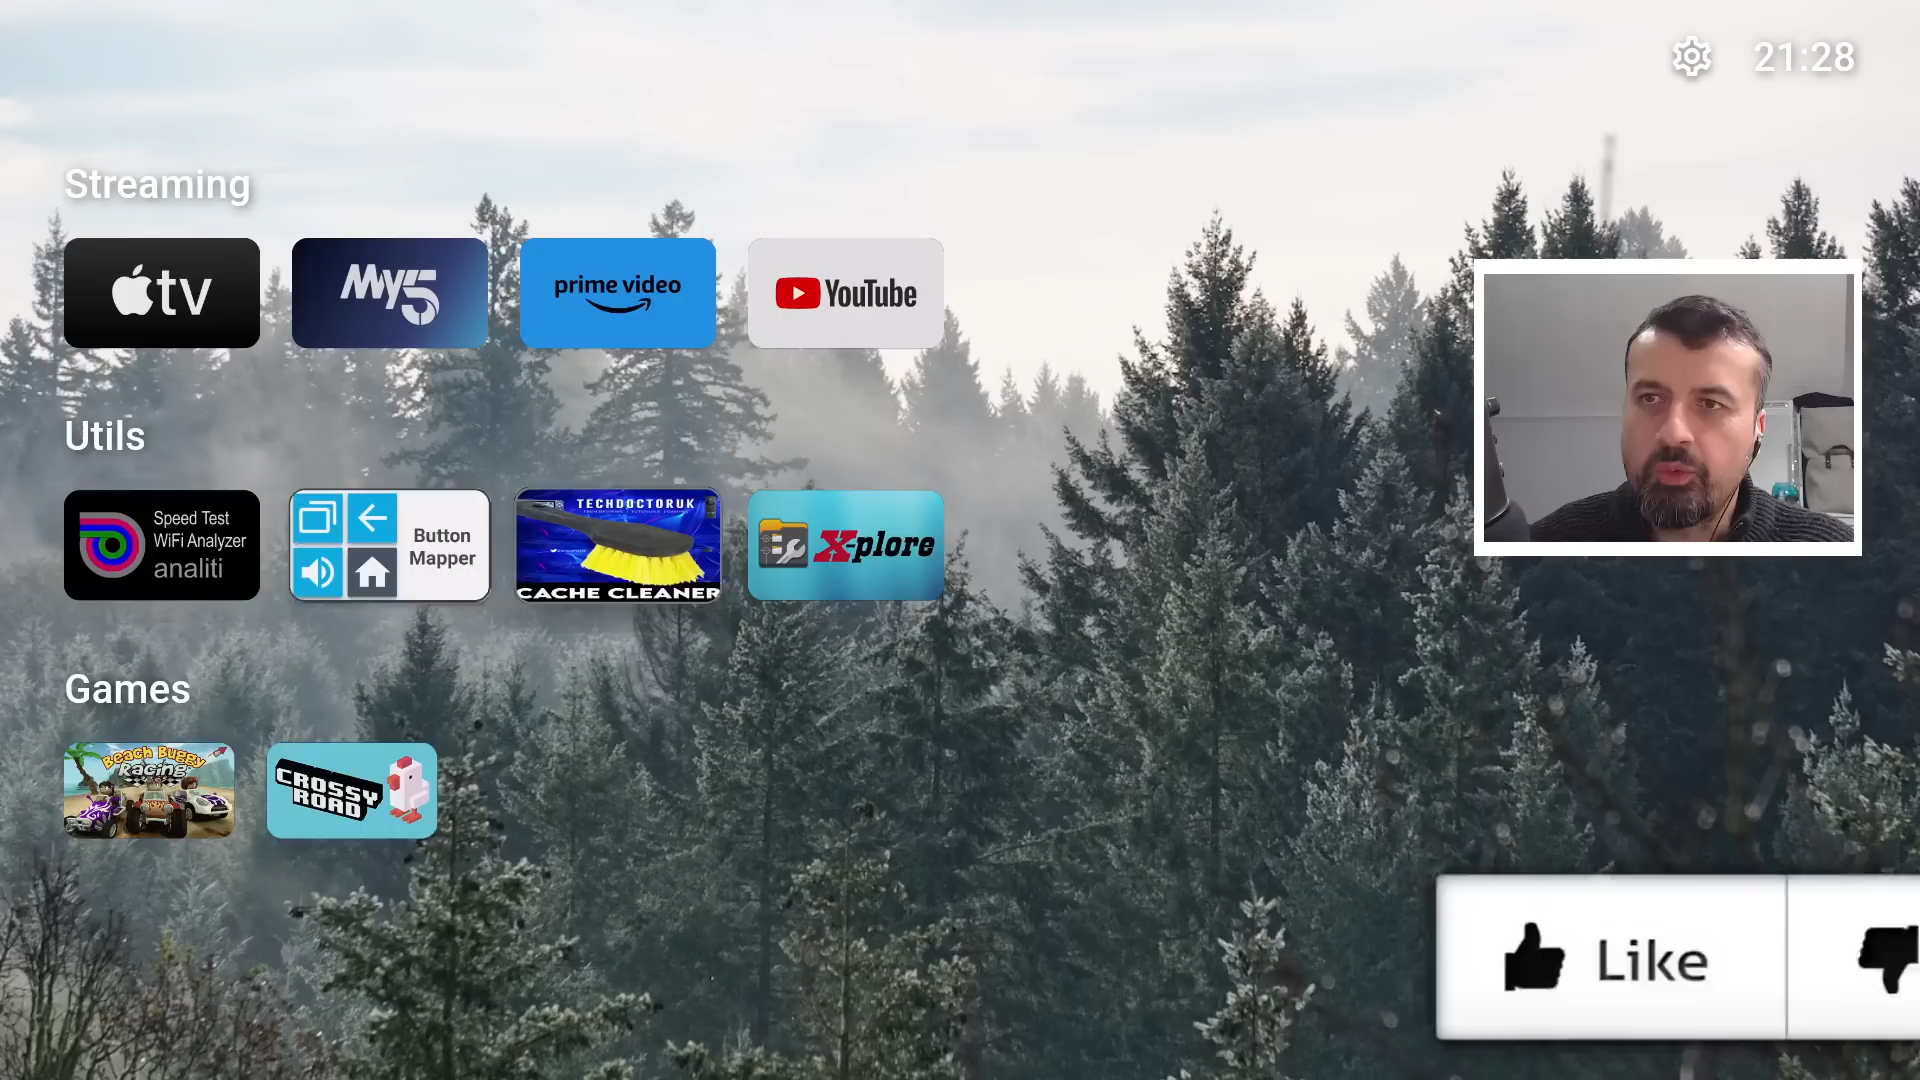 21:28
Streaming
tv
My5
prime video
YouTube
Utils
Speed Test
WiFi Analyzer
analiti
Button
Mapper
TECHDOCTORUK
CACHE CLEANER
X-plore
Games
Beach Buggy
Racing
CROSSY
ROAD
Like